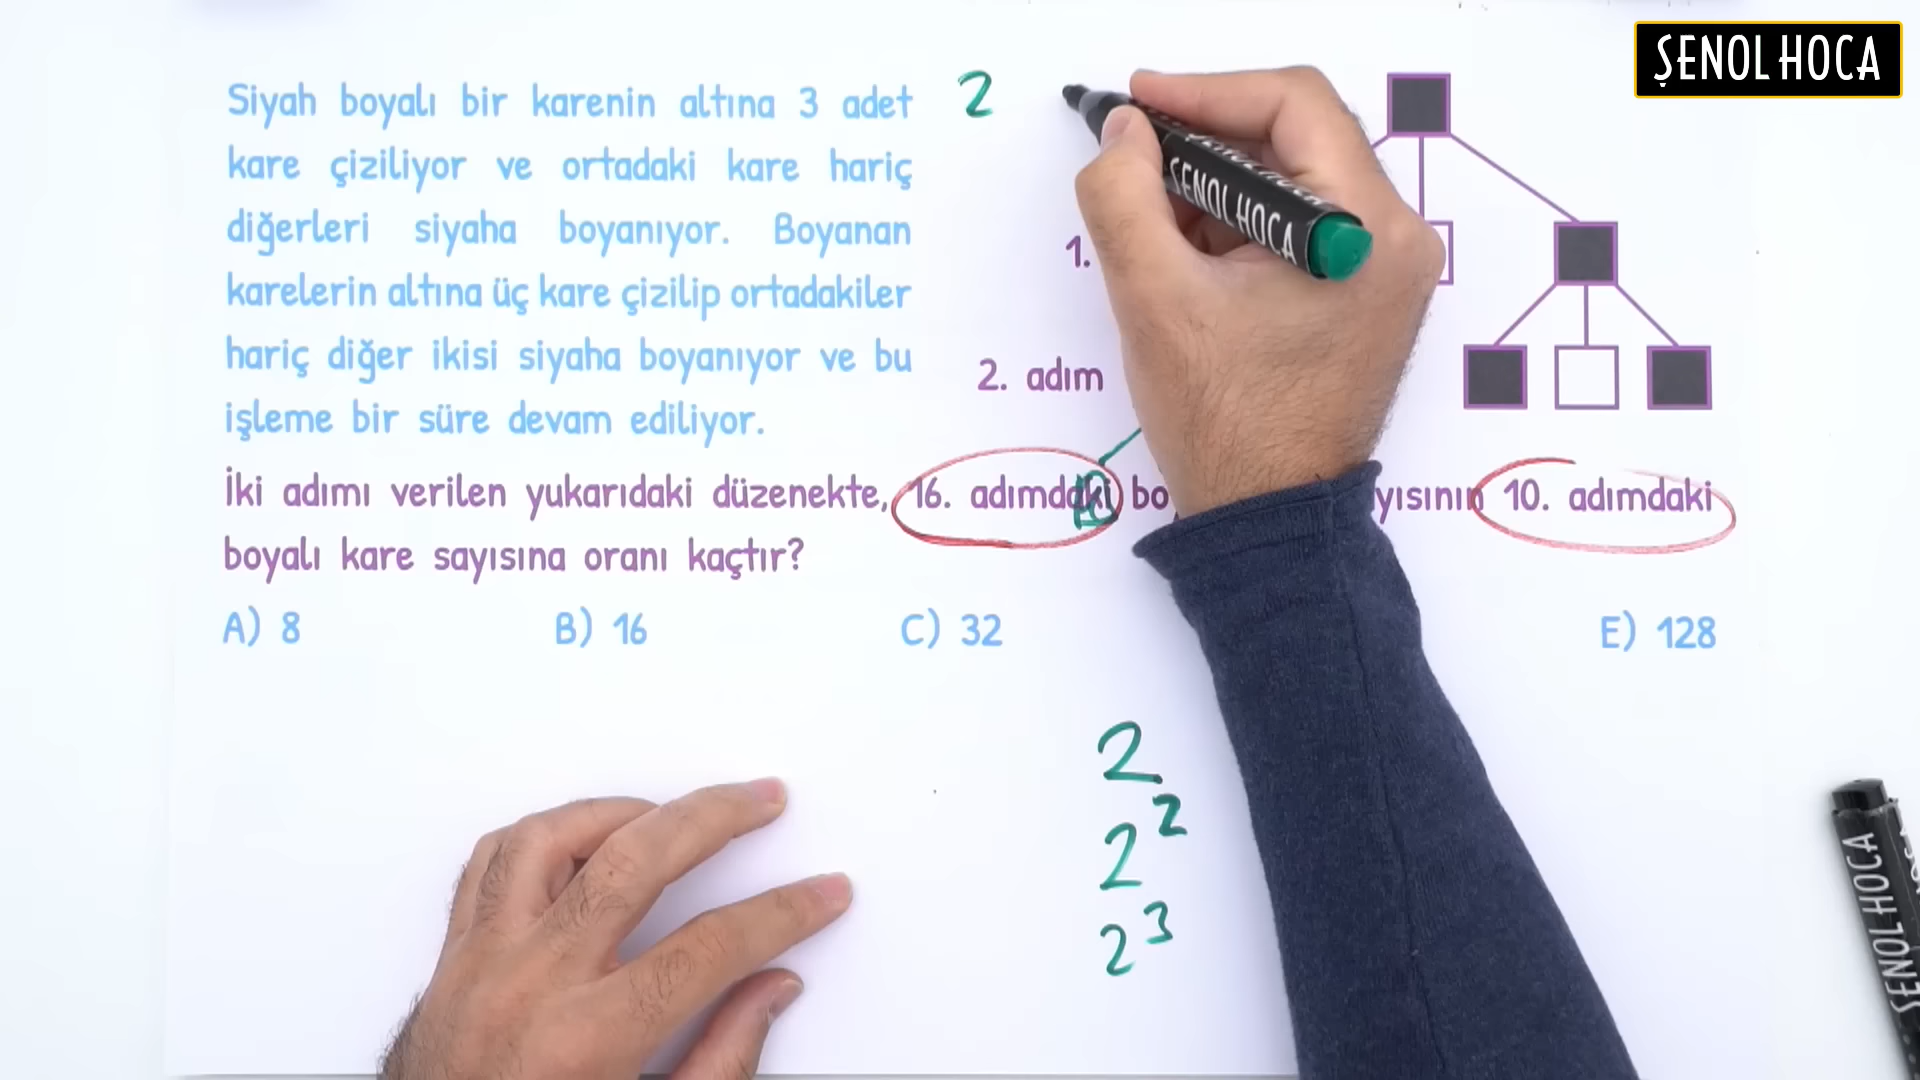 ŞENOL HOCA
Siyah boyalı bir karenin altına 3 adet
kare çiziliyor ve ortadaki kare hariç
diğerleri siyaha boyanıyor. Boyanan
karelerin altına üç kare çizilip ortadakiler
hariç diğer ikisi siyaha boyanıyor ve bu
işleme bir süre devam ediliyor.
2
1.
2. adım
İki adımı verilen yukarıdaki düzenekte, 16. adımdaki 10. adımdaki
boyalı kare sayısına oranı kaçtır?
A) 8
B) 16
C) 32
E) 128
2
2²
2³
ŞENOL HOCA
ŞENOL HOCA